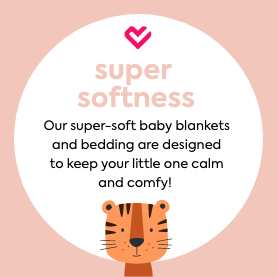 super
softness
Our super-soft baby blankets
and bedding are designed
to keep your little one calm
and comfy!